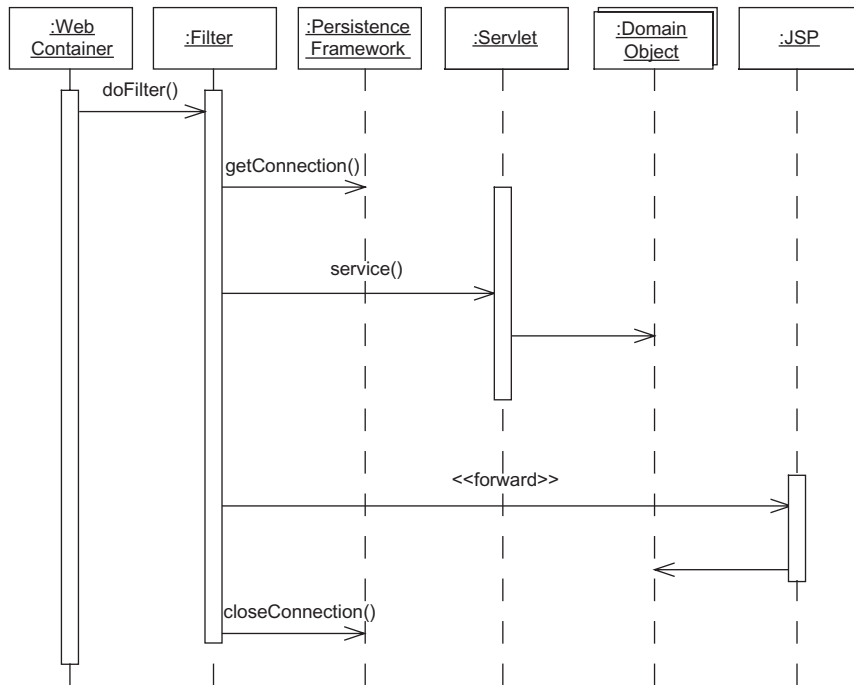 :Web
Container
:Filter
:Persistence
Framework
:Servlet
:Domain
Object
:JSP
doFilter()
getConnection()
service()
<<forward>>
closeConnection()